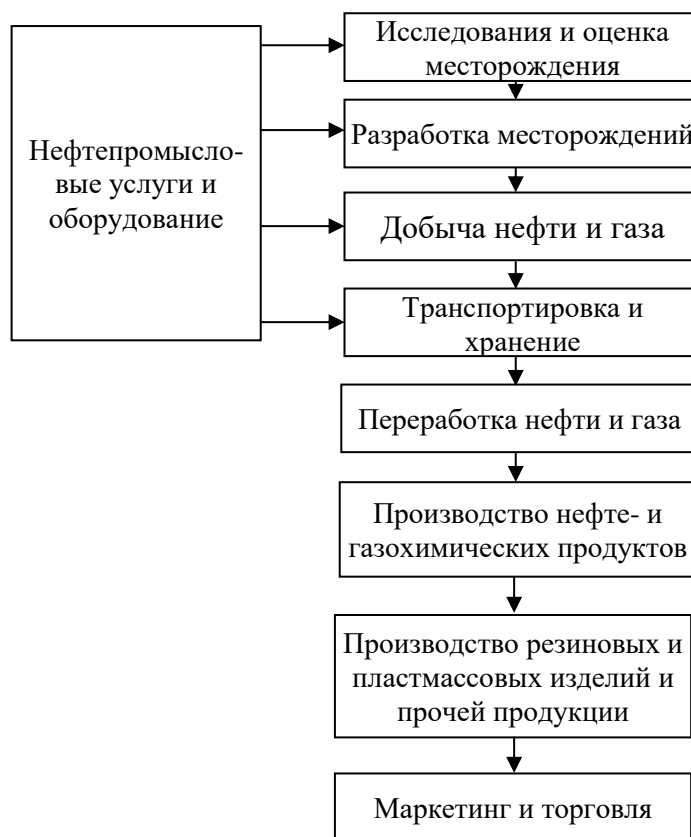 Нефтепромысло-
вые услуги и
оборудование
Исследования и оценка
месторождения
Разработка месторождений
Добыча нефти и газа
Транспортировка и
хранение
Переработка нефти и газа
Производство нефте- и
газохимических продуктов
Производство резиновых и
пластмассовых изделий и
прочей продукции
Маркетинг и торговля